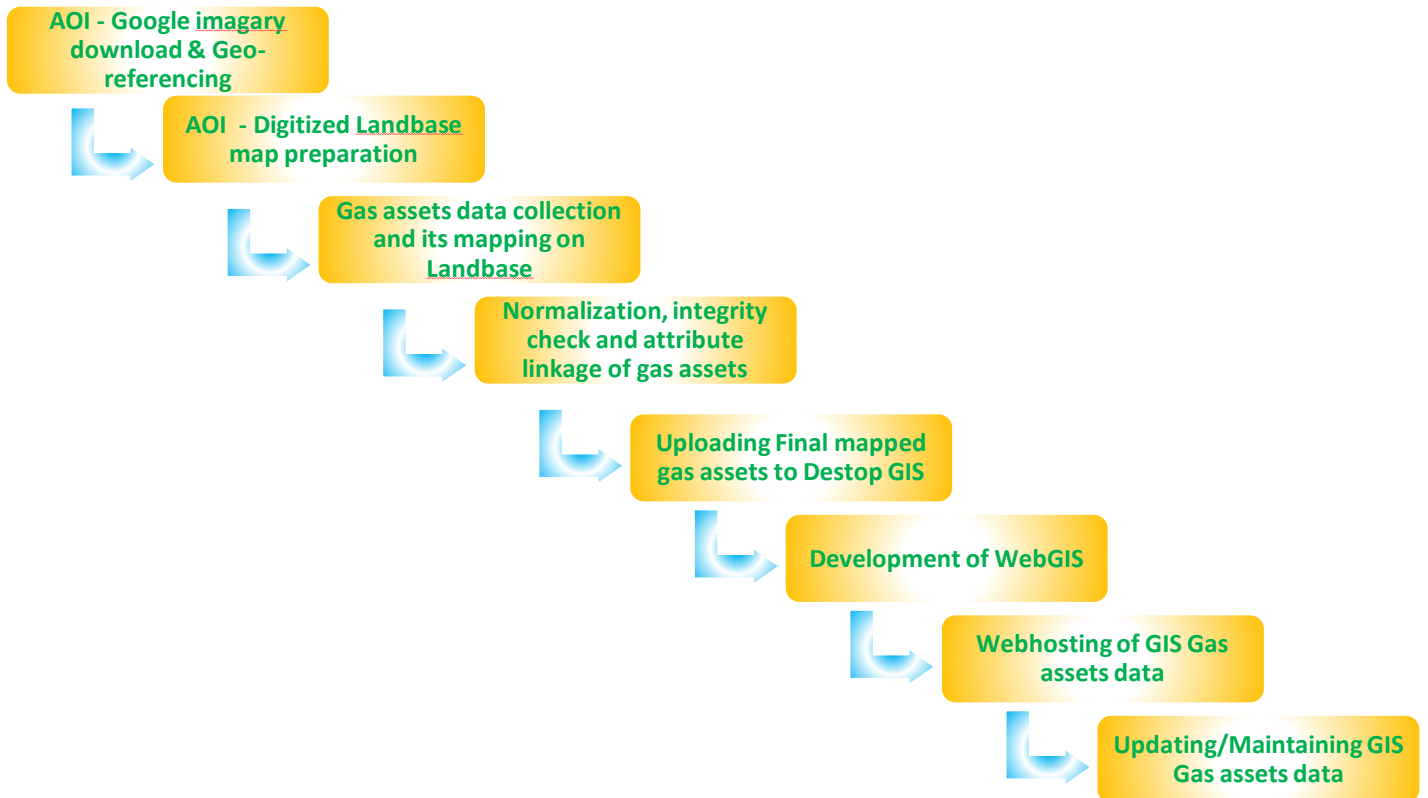 AOI - Google imagary
download & Geo-
referencing
AOI  - Digitized Landbase
map preparation
Gas assets data collection
and its mapping on
Landbase
Normalization, integrity
check and attribute
linkage of gas assets
Uploading Final mapped
gas assets to Destop GIS
Development of WebGIS
Webhosting of GIS Gas
assets data
Updating/Maintaining GIS
Gas assets data